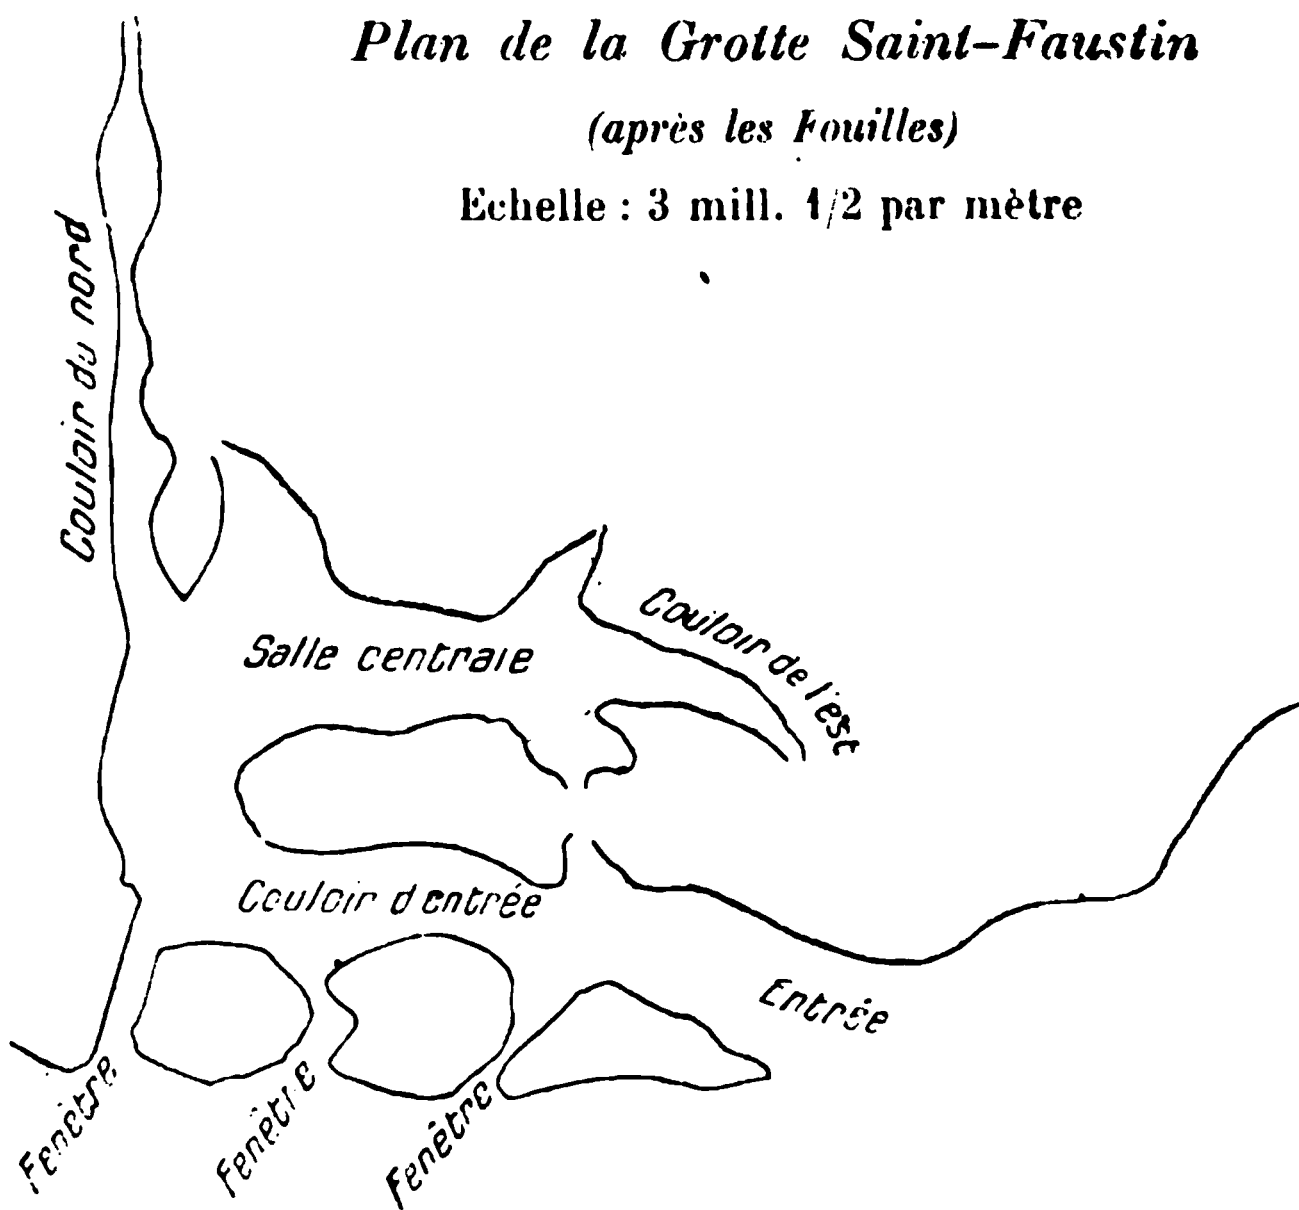 Plan de la Grotte Saint-Faustin
(après les Fouilles)
Echelle : 3 mill. 1/2 par mètre
Couloir du nord
Salle centrale
Couloir de l'est
Couloir d'entrée
Entrée
Fenêtre
Fenêtre
Fenêtre